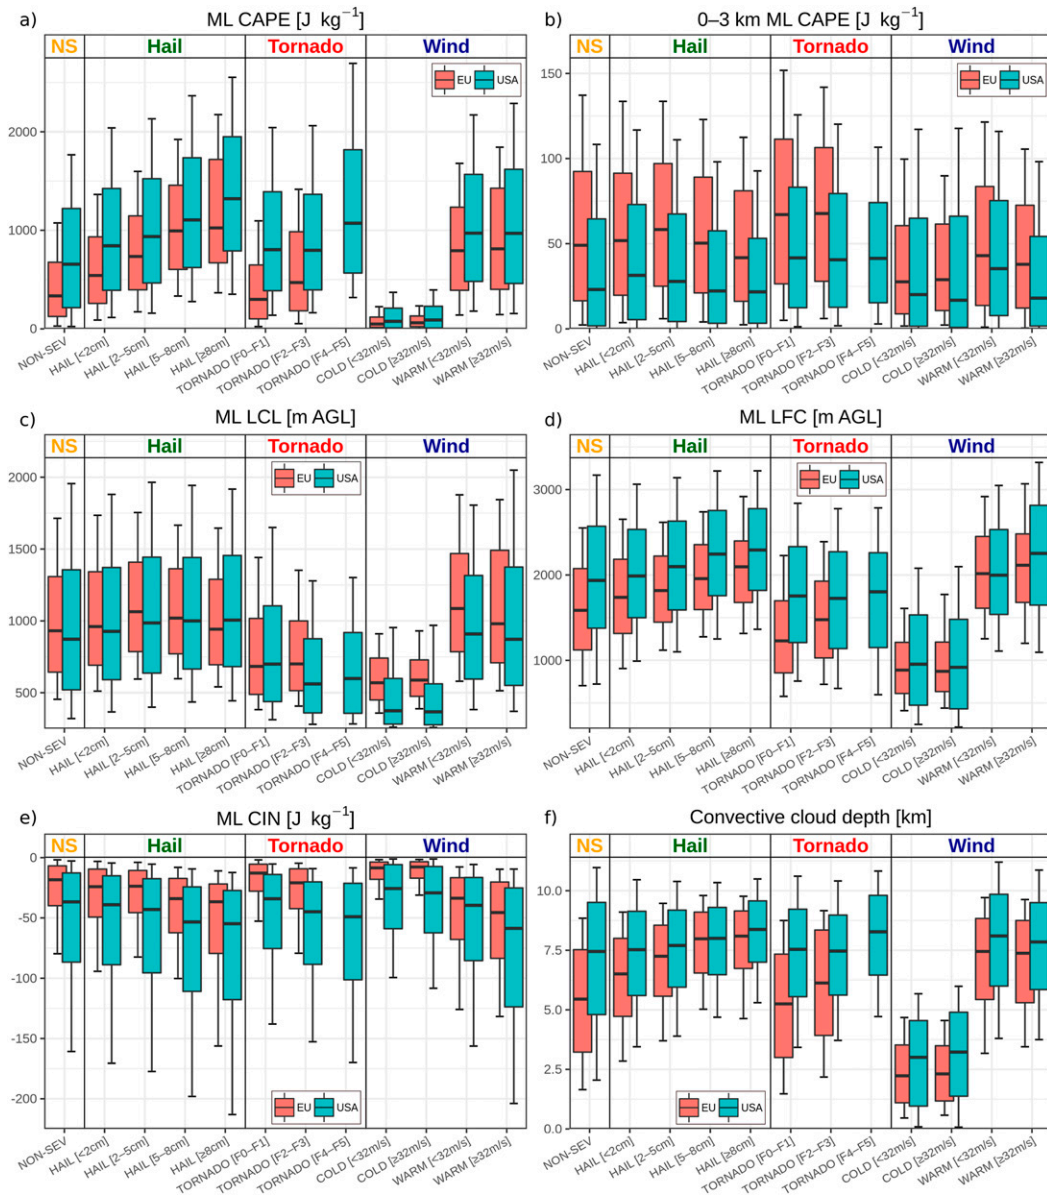 a) ML CAPE [J kg⁻¹]
NS Hail Tornado Wind
EU USA
2000
1000
0
NON-SEV HAIL [<2cm] HAIL [2–5cm] HAIL [5–8cm] HAIL [≥8cm] TORNADO [F0–F1] TORNADO [F2–F3] TORNADO [F4–F5] COLD [<32m/s] COLD [≥32m/s] WARM [<32m/s] WARM [≥32m/s]
b) 0–3 km ML CAPE [J kg⁻¹]
NS Hail Tornado Wind
EU USA
150
100
50
0
NON-SEV HAIL [<2cm] HAIL [2–5cm] HAIL [5–8cm] HAIL [≥8cm] TORNADO [F0–F1] TORNADO [F2–F3] TORNADO [F4–F5] COLD [<32m/s] COLD [≥32m/s] WARM [<32m/s] WARM [≥32m/s]
c) ML LCL [m AGL]
NS Hail Tornado Wind
EU USA
2000
1500
1000
500
NON-SEV HAIL [<2cm] HAIL [2–5cm] HAIL [5–8cm] HAIL [≥8cm] TORNADO [F0–F1] TORNADO [F2–F3] TORNADO [F4–F5] COLD [<32m/s] COLD [≥32m/s] WARM [<32m/s] WARM [≥32m/s]
d) ML LFC [m AGL]
NS Hail Tornado Wind
EU USA
3000
2000
1000
NON-SEV HAIL [<2cm] HAIL [2–5cm] HAIL [5–8cm] HAIL [≥8cm] TORNADO [F0–F1] TORNADO [F2–F3] TORNADO [F4–F5] COLD [<32m/s] COLD [≥32m/s] WARM [<32m/s] WARM [≥32m/s]
e) ML CIN [J kg⁻¹]
NS Hail Tornado Wind
0
-50
-100
-150
-200
EU USA
NON-SEV HAIL [<2cm] HAIL [2–5cm] HAIL [5–8cm] HAIL [≥8cm] TORNADO [F0–F1] TORNADO [F2–F3] TORNADO [F4–F5] COLD [<32m/s] COLD [≥32m/s] WARM [<32m/s] WARM [≥32m/s]
f) Convective cloud depth [km]
NS Hail Tornado Wind
10.0
7.5
5.0
2.5
0.0
EU USA
NON-SEV HAIL [<2cm] HAIL [2–5cm] HAIL [5–8cm] HAIL [≥8cm] TORNADO [F0–F1] TORNADO [F2–F3] TORNADO [F4–F5] COLD [<32m/s] COLD [≥32m/s] WARM [<32m/s] WARM [≥32m/s]